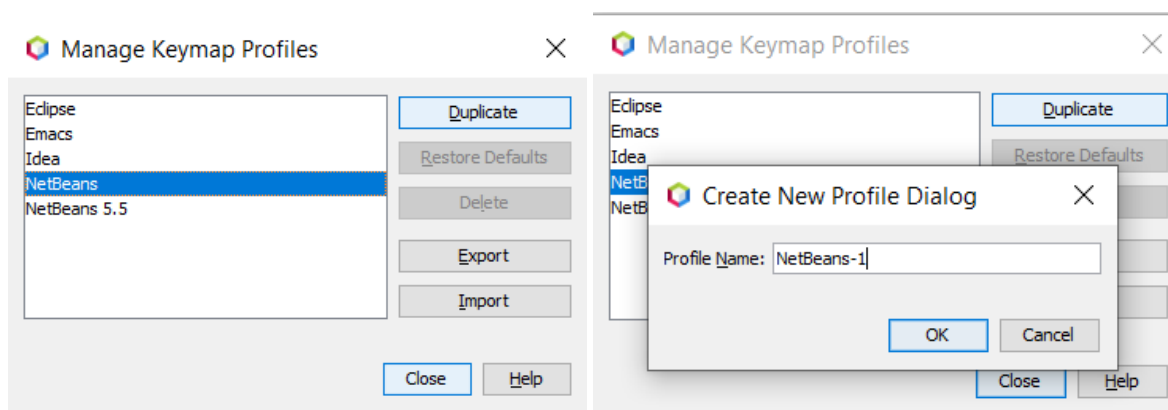 Manage Keymap Profiles
Eclipse
Emacs
Idea
NetBeans
NetBeans 5.5
Duplicate
Restore Defaults
Delete
Export
Import
Close
Help
Manage Keymap Profiles
Eclipse
Emacs
Idea
NetB
NetB
Duplicate
Restore Defaults
Create New Profile Dialog
Profile Name: NetBeans-1
OK
Cancel
Close
Help